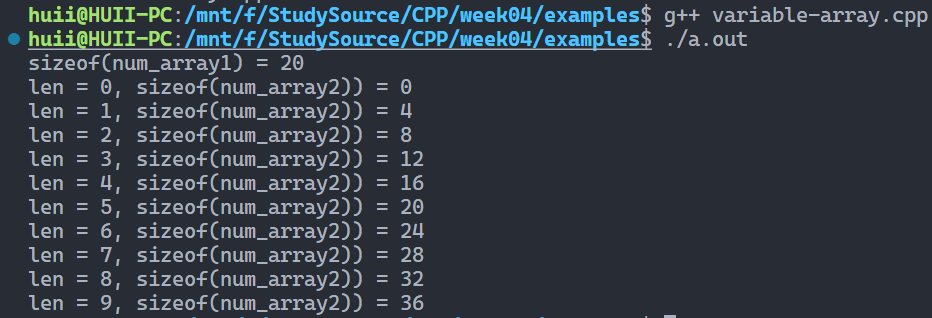 huii@HUII-PC:/mnt/f/StudySource/CPP/week04/examples$ g++ variable-array.cpp
huii@HUII-PC:/mnt/f/StudySource/CPP/week04/examples$ ./a.out
sizeof(num_array1) = 20
len = 0, sizeof(num_array2)) = 0
len = 1, sizeof(num_array2)) = 4
len = 2, sizeof(num_array2)) = 8
len = 3, sizeof(num_array2)) = 12
len = 4, sizeof(num_array2)) = 16
len = 5, sizeof(num_array2)) = 20
len = 6, sizeof(num_array2)) = 24
len = 7, sizeof(num_array2)) = 28
len = 8, sizeof(num_array2)) = 32
len = 9, sizeof(num_array2)) = 36